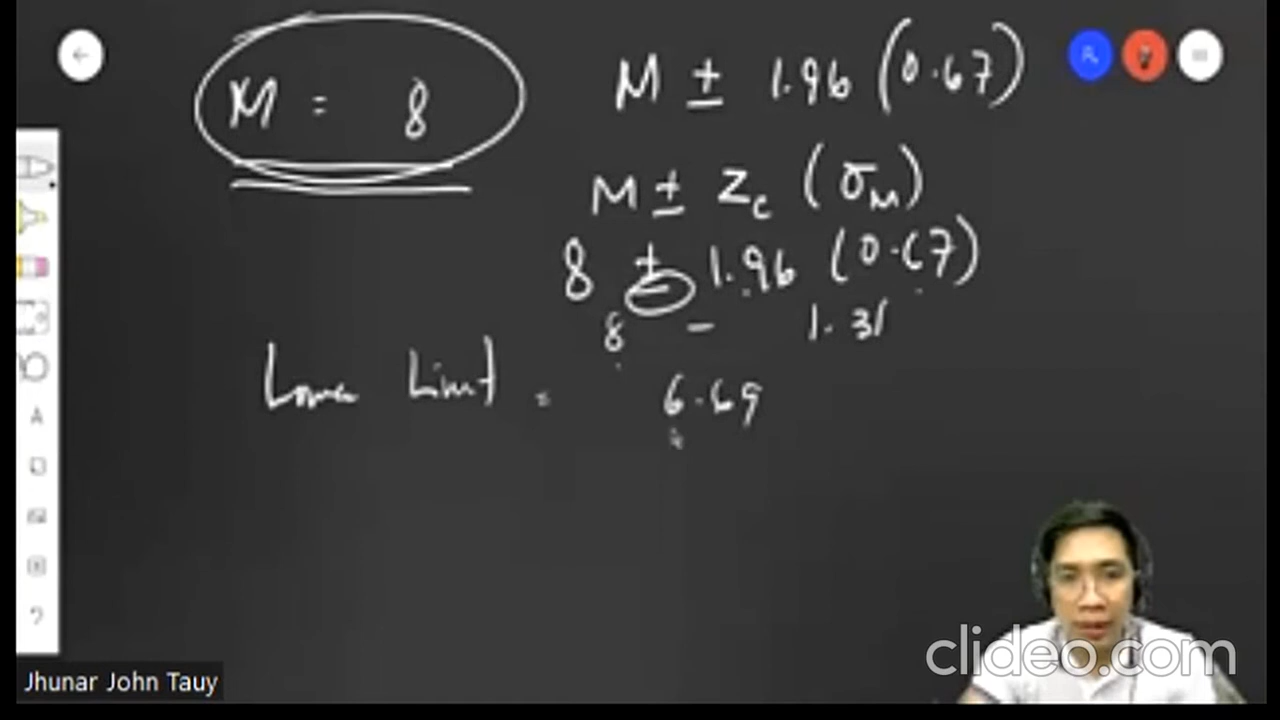 M = 8
M ± 1.96 (0.67)
M ± Zc (σM)
8 ± 1.96 (0.67)
8 - 1.31
Lower Limit = 6.69
A
?
Jhunar John Tauy
clideo.com